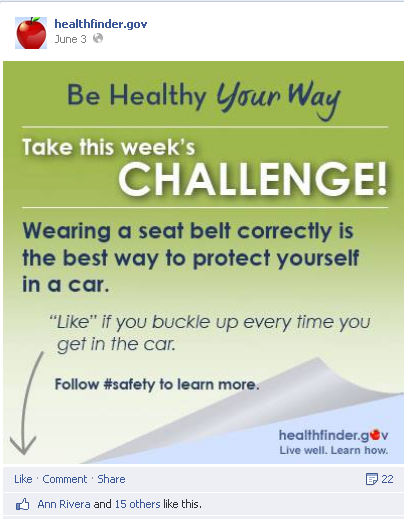 healthfinder.gov
June 3
Be Healthy Your Way
Take this week's
CHALLENGE!
Wearing a seat belt correctly is
the best way to protect yourself
in a car.
"Like" if you buckle up every time you
get in the car.
Follow #safety to learn more.
healthfinder.gov
Live well. Learn how.
Like · Comment · Share 22
Ann Rivera and 15 others like this.